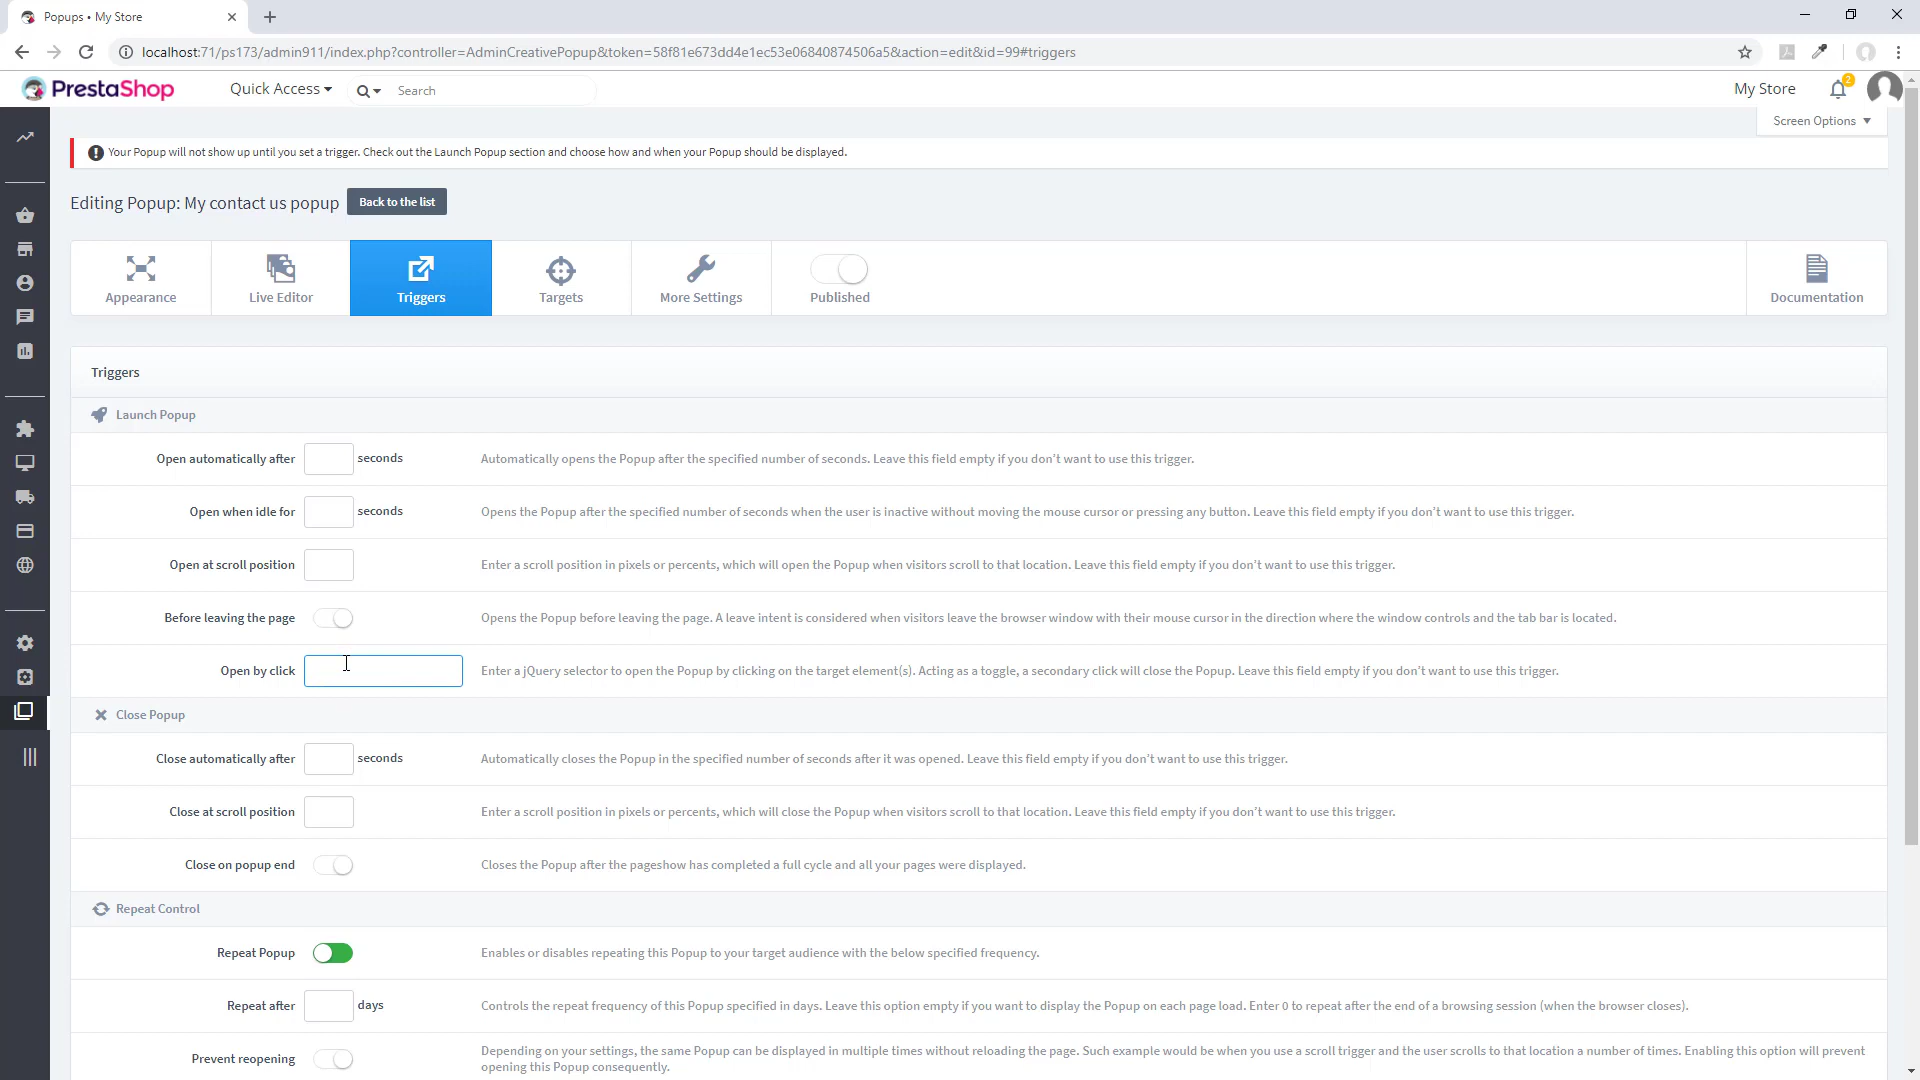 Popups • My Store
localhost:71/ps173/admin911/index.php?controller=AdminCreativePopup&token=58f81e673dd4e1ec53e06840874506a5&action=edit&id=99#triggers
PrestaShop
Quick Access
Search
My Store
2
Screen Options
Your Popup will not show up until you set a trigger. Check out the Launch Popup section and choose how and when your Popup should be displayed.
Editing Popup: My contact us popup
Back to the list
Appearance
Live Editor
Triggers
Targets
More Settings
Published
Documentation
Triggers
Launch Popup
Open automatically after seconds Automatically opens the Popup after the specified number of seconds. Leave this field empty if you don't want to use this trigger.
Open when idle for seconds Opens the Popup after the specified number of seconds when the user is inactive without moving the mouse cursor or pressing any button. Leave this field empty if you don't want to use this trigger.
Open at scroll position Enter a scroll position in pixels or percents, which will open the Popup when visitors scroll to that location. Leave this field empty if you don't want to use this trigger.
Before leaving the page Opens the Popup before leaving the page. A leave intent is considered when visitors leave the browser window with their mouse cursor in the direction where the window controls and the tab bar is located.
Open by click Enter a jQuery selector to open the Popup by clicking on the target element(s). Acting as a toggle, a secondary click will close the Popup. Leave this field empty if you don't want to use this trigger.
Close Popup
Close automatically after seconds Automatically closes the Popup in the specified number of seconds after it was opened. Leave this field empty if you don't want to use this trigger.
Close at scroll position Enter a scroll position in pixels or percents, which will close the Popup when visitors scroll to that location. Leave this field empty if you don't want to use this trigger.
Close on popup end Closes the Popup after the pageshow has completed a full cycle and all your pages were displayed.
Repeat Control
Repeat Popup Enables or disables repeating this Popup to your target audience with the below specified frequency.
Repeat after days Controls the repeat frequency of this Popup specified in days. Leave this option empty if you want to display the Popup on each page load. Enter 0 to repeat after the end of a browsing session (when the browser closes).
Prevent reopening Depending on your settings, the same Popup can be displayed in multiple times without reloading the page. Such example would be when you use a scroll trigger and the user scrolls to that location a number of times. Enabling this option will prevent
opening this Popup consequently.